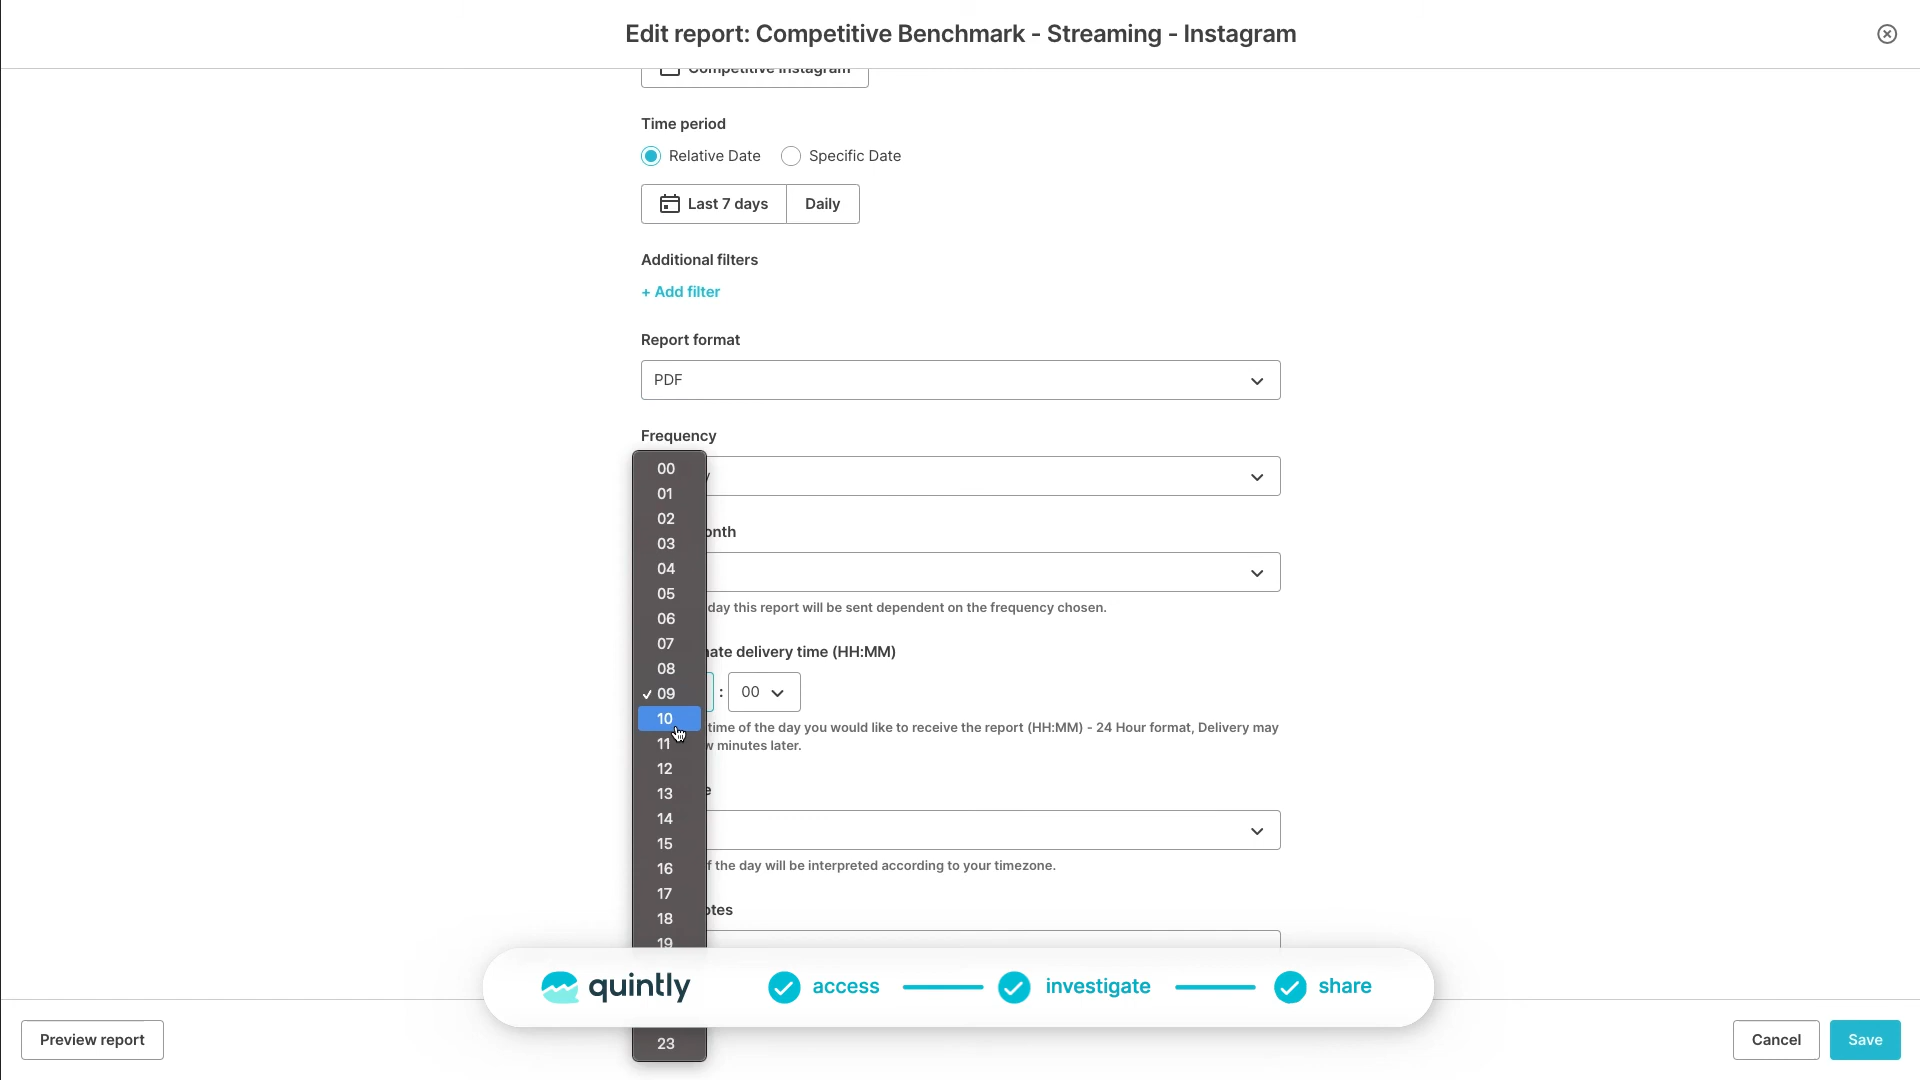 Edit report: Competitive Benchmark - Streaming - Instagram
Competitive Instagram
Time period
Relative Date Specific Date
Last 7 days Daily
Additional filters
+ Add filter
Report format
PDF
Frequency
00
01
02
onth
03
04
05
day this report will be sent dependent on the frequency chosen.
06
07
ate delivery time (HH:MM)
08
✓ 09 : 00
10
time of the day you would like to receive the report (HH:MM) - 24 Hour format, Delivery may
11 w minutes later.
12
13 e
14
15
16 f the day will be interpreted according to your timezone.
17
18 otes
19
quintly access investigate share
23
Preview report Cancel Save